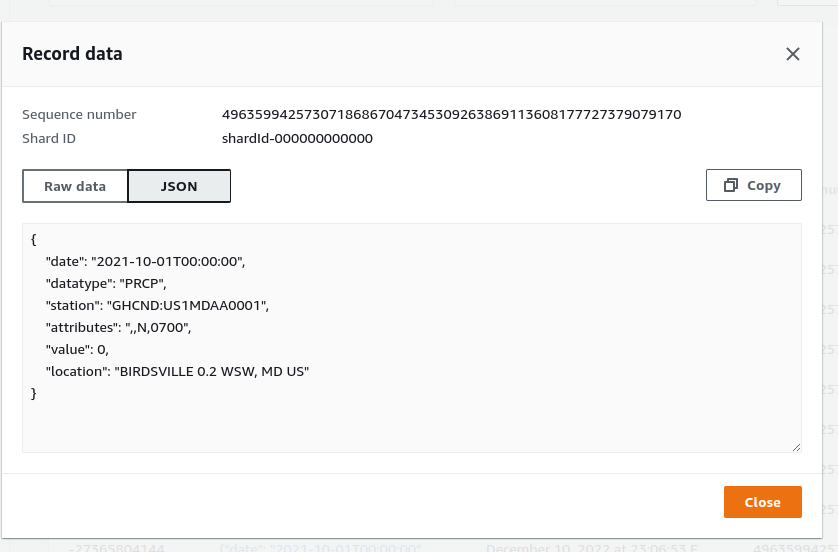 Record data
Sequence number 49635994257307186867047345309263869113608177727379079170
Shard ID shardId-000000000000
Raw data JSON Copy
{
"date": "2021-10-01T00:00:00",
"datatype": "PRCP",
"station": "GHCND:US1MDAA0001",
"attributes": ",,N,0700",
"value": 0,
"location": "BIRDSVILLE 0.2 WSW, MD US"
}
Close
-27365804144 {"date": "2021-10-01T00:00:00" December 10, 2022 at 23:06:53 E